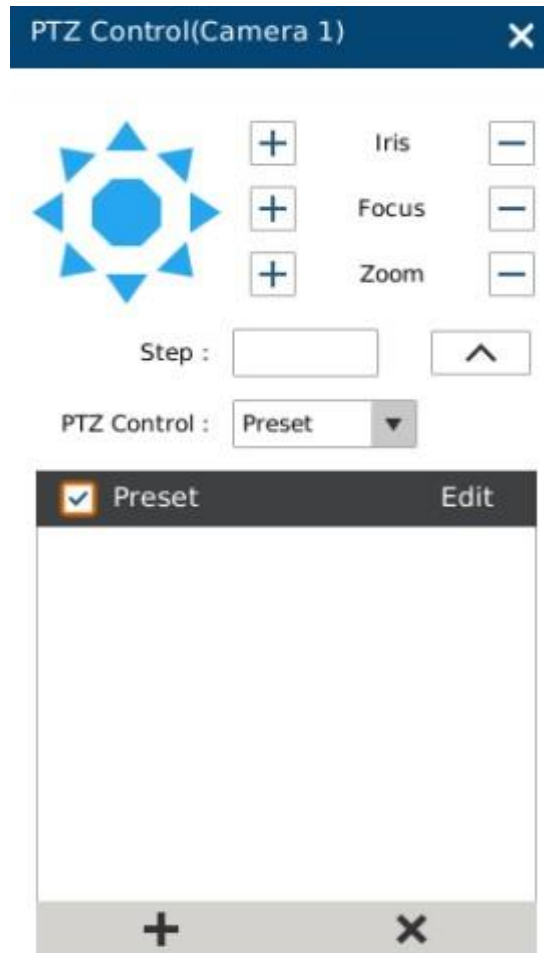 PTZ Control(Camera 1)
Iris
Focus
Zoom
Step :
PTZ Control : Preset
Preset Edit